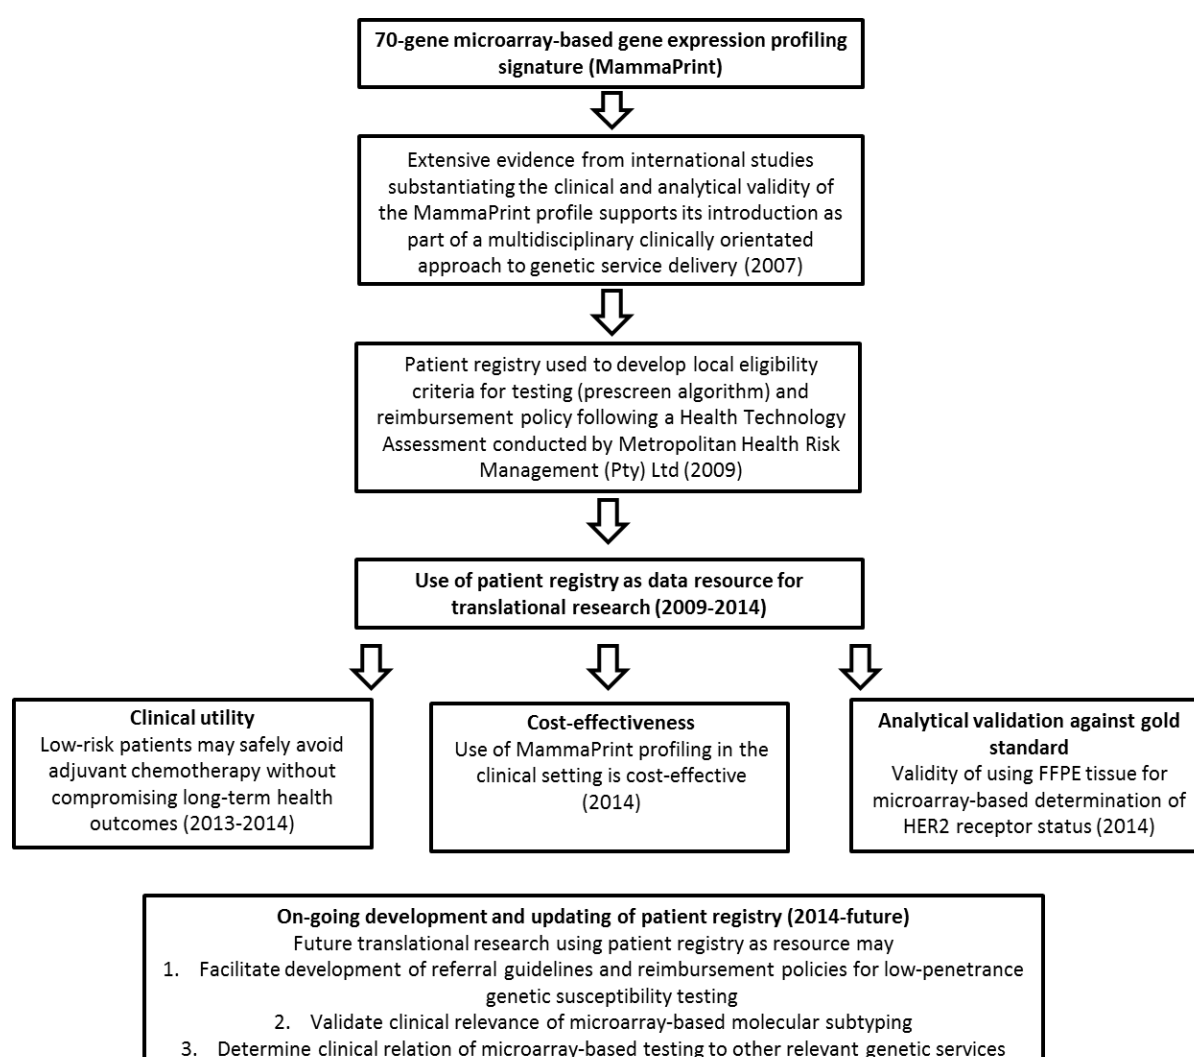 70-gene microarray-based gene expression profiling
signature (MammaPrint)
Extensive evidence from international studies
substantiating the clinical and analytical validity of
the MammaPrint profile supports its introduction as
part of a multidisciplinary clinically orientated
approach to genetic service delivery (2007)
Patient registry used to develop local eligibility
criteria for testing (prescreen algorithm) and
reimbursement policy following a Health Technology
Assessment conducted by Metropolitan Health Risk
Management (Pty) Ltd (2009)
Use of patient registry as data resource for
translational research (2009-2014)
Clinical utility
Low-risk patients may safely avoid
adjuvant chemotherapy without
compromising long-term health
outcomes (2013-2014)
Cost-effectiveness
Use of MammaPrint profiling in the
clinical setting is cost-effective
(2014)
Analytical validation against gold
standard
Validity of using FFPE tissue for
microarray-based determination of
HER2 receptor status (2014)
On-going development and updating of patient registry (2014-future)
Future translational research using patient registry as resource may
1. Facilitate development of referral guidelines and reimbursement policies for low-penetrance
genetic susceptibility testing
2. Validate clinical relevance of microarray-based molecular subtyping
3. Determine clinical relation of microarray-based testing to other relevant genetic services